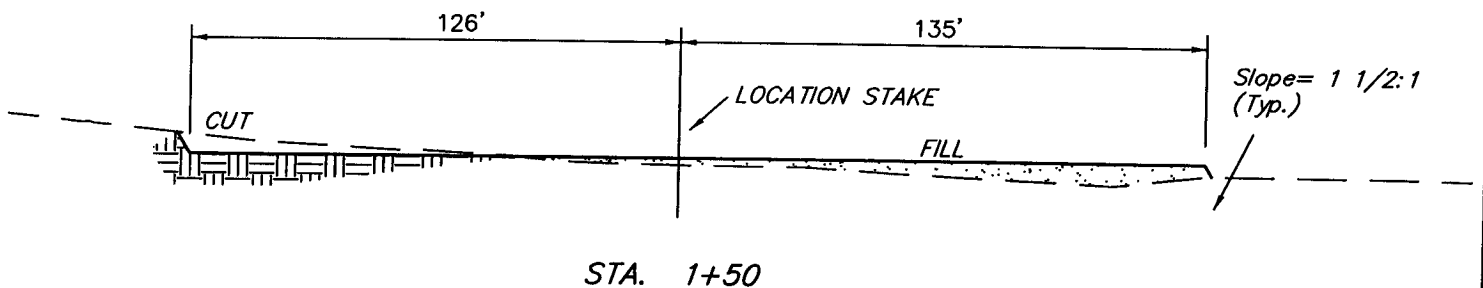 126'
135'
Slope= 1 1/2:1
(Typ.)
LOCATION STAKE
CUT
FILL
STA. 1+50